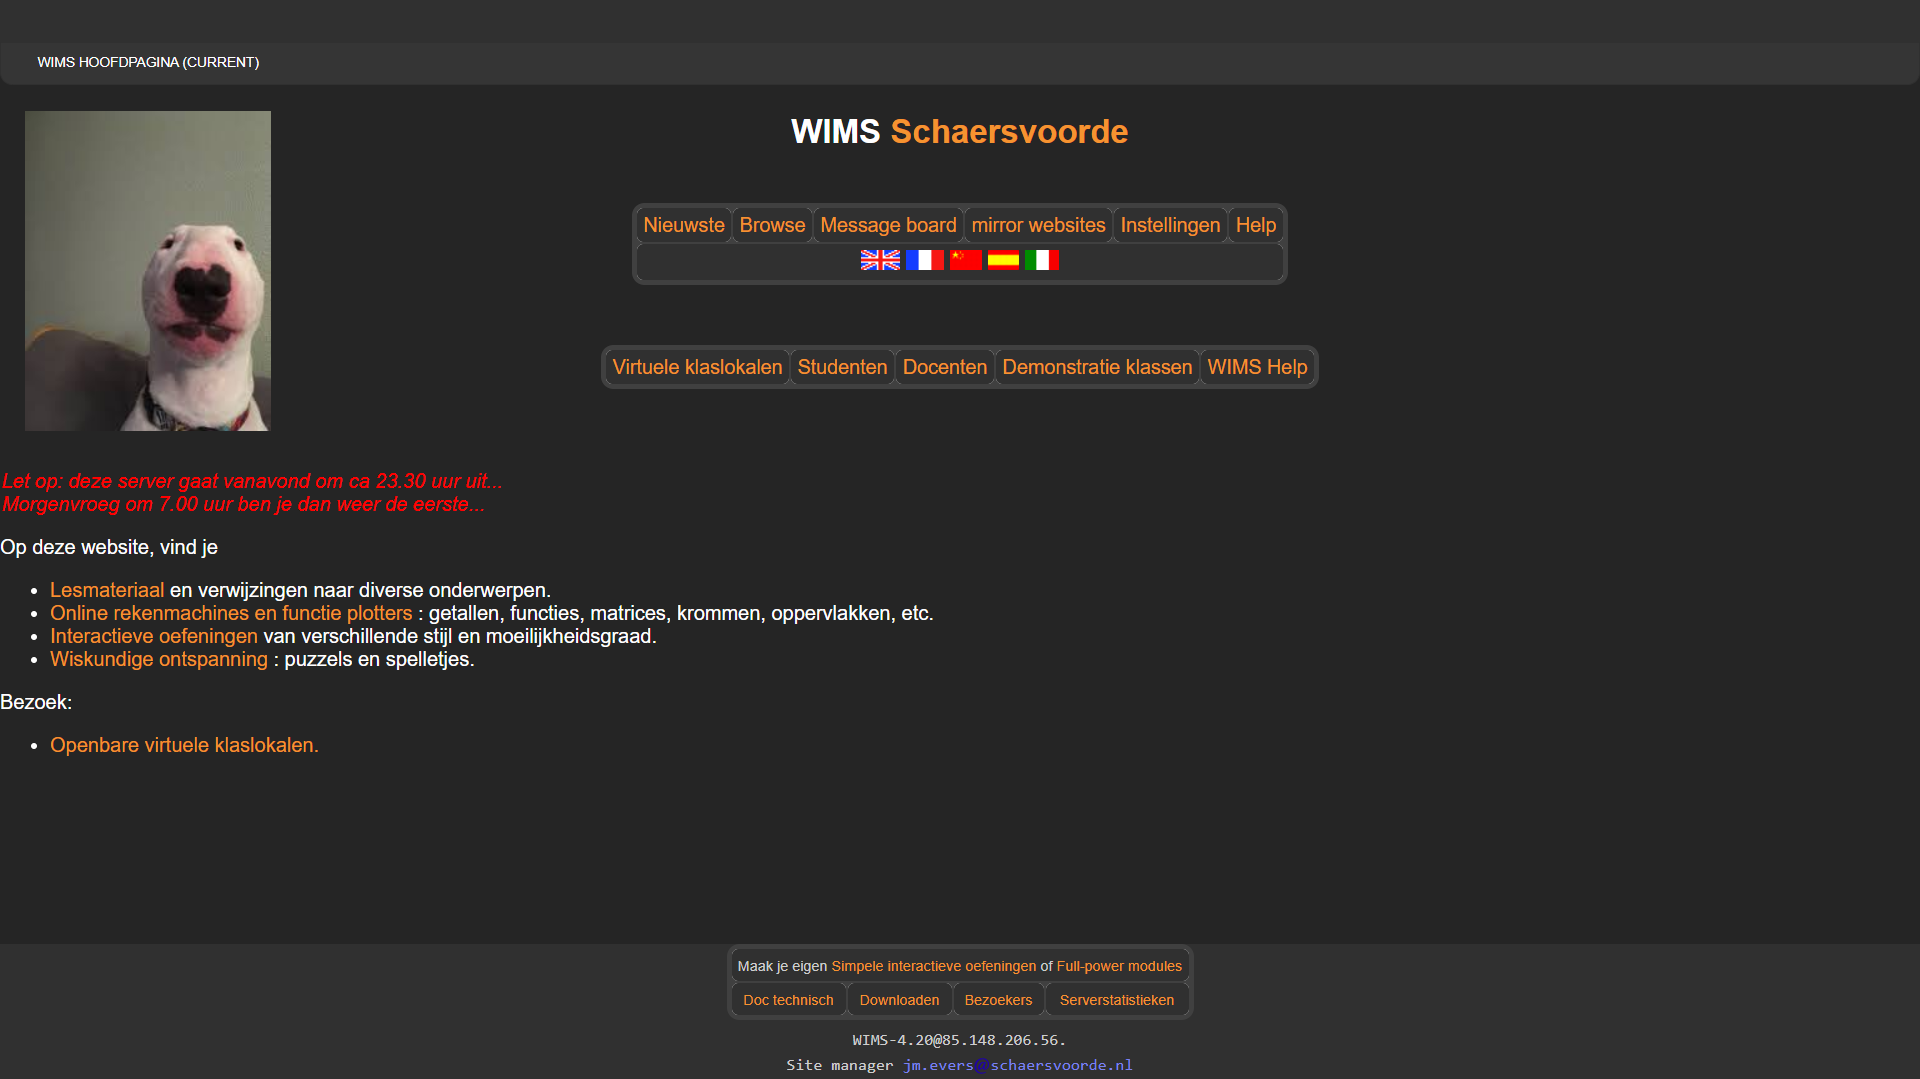 WIMS HOOFDPAGINA (CURRENT)
WIMS Schaersvoorde
Nieuwste Browse Message board mirror websites Instellingen Help
Virtuele klaslokalen Studenten Docenten Demonstratie klassen WIMS Help
Let op: deze server gaat vanavond om ca 23.30 uur uit...
Morgenvroeg om 7.00 uur ben je dan weer de eerste...
Op deze website, vind je
• Lesmateriaal en verwijzingen naar diverse onderwerpen.
• Online rekenmachines en functie plotters : getallen, functies, matrices, krommen, oppervlakken, etc.
• Interactieve oefeningen van verschillende stijl en moeilijkheidsgraad.
• Wiskundige ontspanning : puzzels en spelletjes.
Bezoek:
• Openbare virtuele klaslokalen.
Maak je eigen Simpele interactieve oefeningen of Full-power modules
Doc technisch Downloaden Bezoekers Serverstatistieken
WIMS-4.20@85.148.206.56.
Site manager jm.evers@schaersvoorde.nl